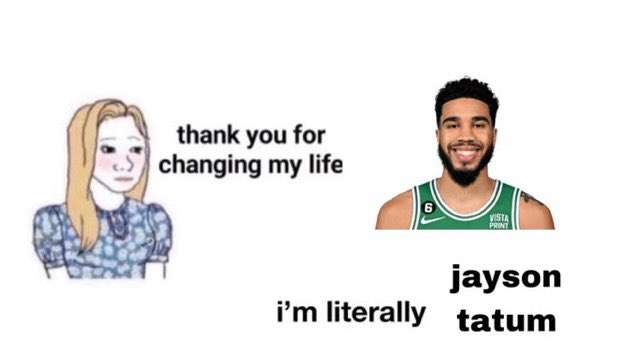 thank you for
changing my life
6
VISTA
PRINT
jayson
i'm literally tatum